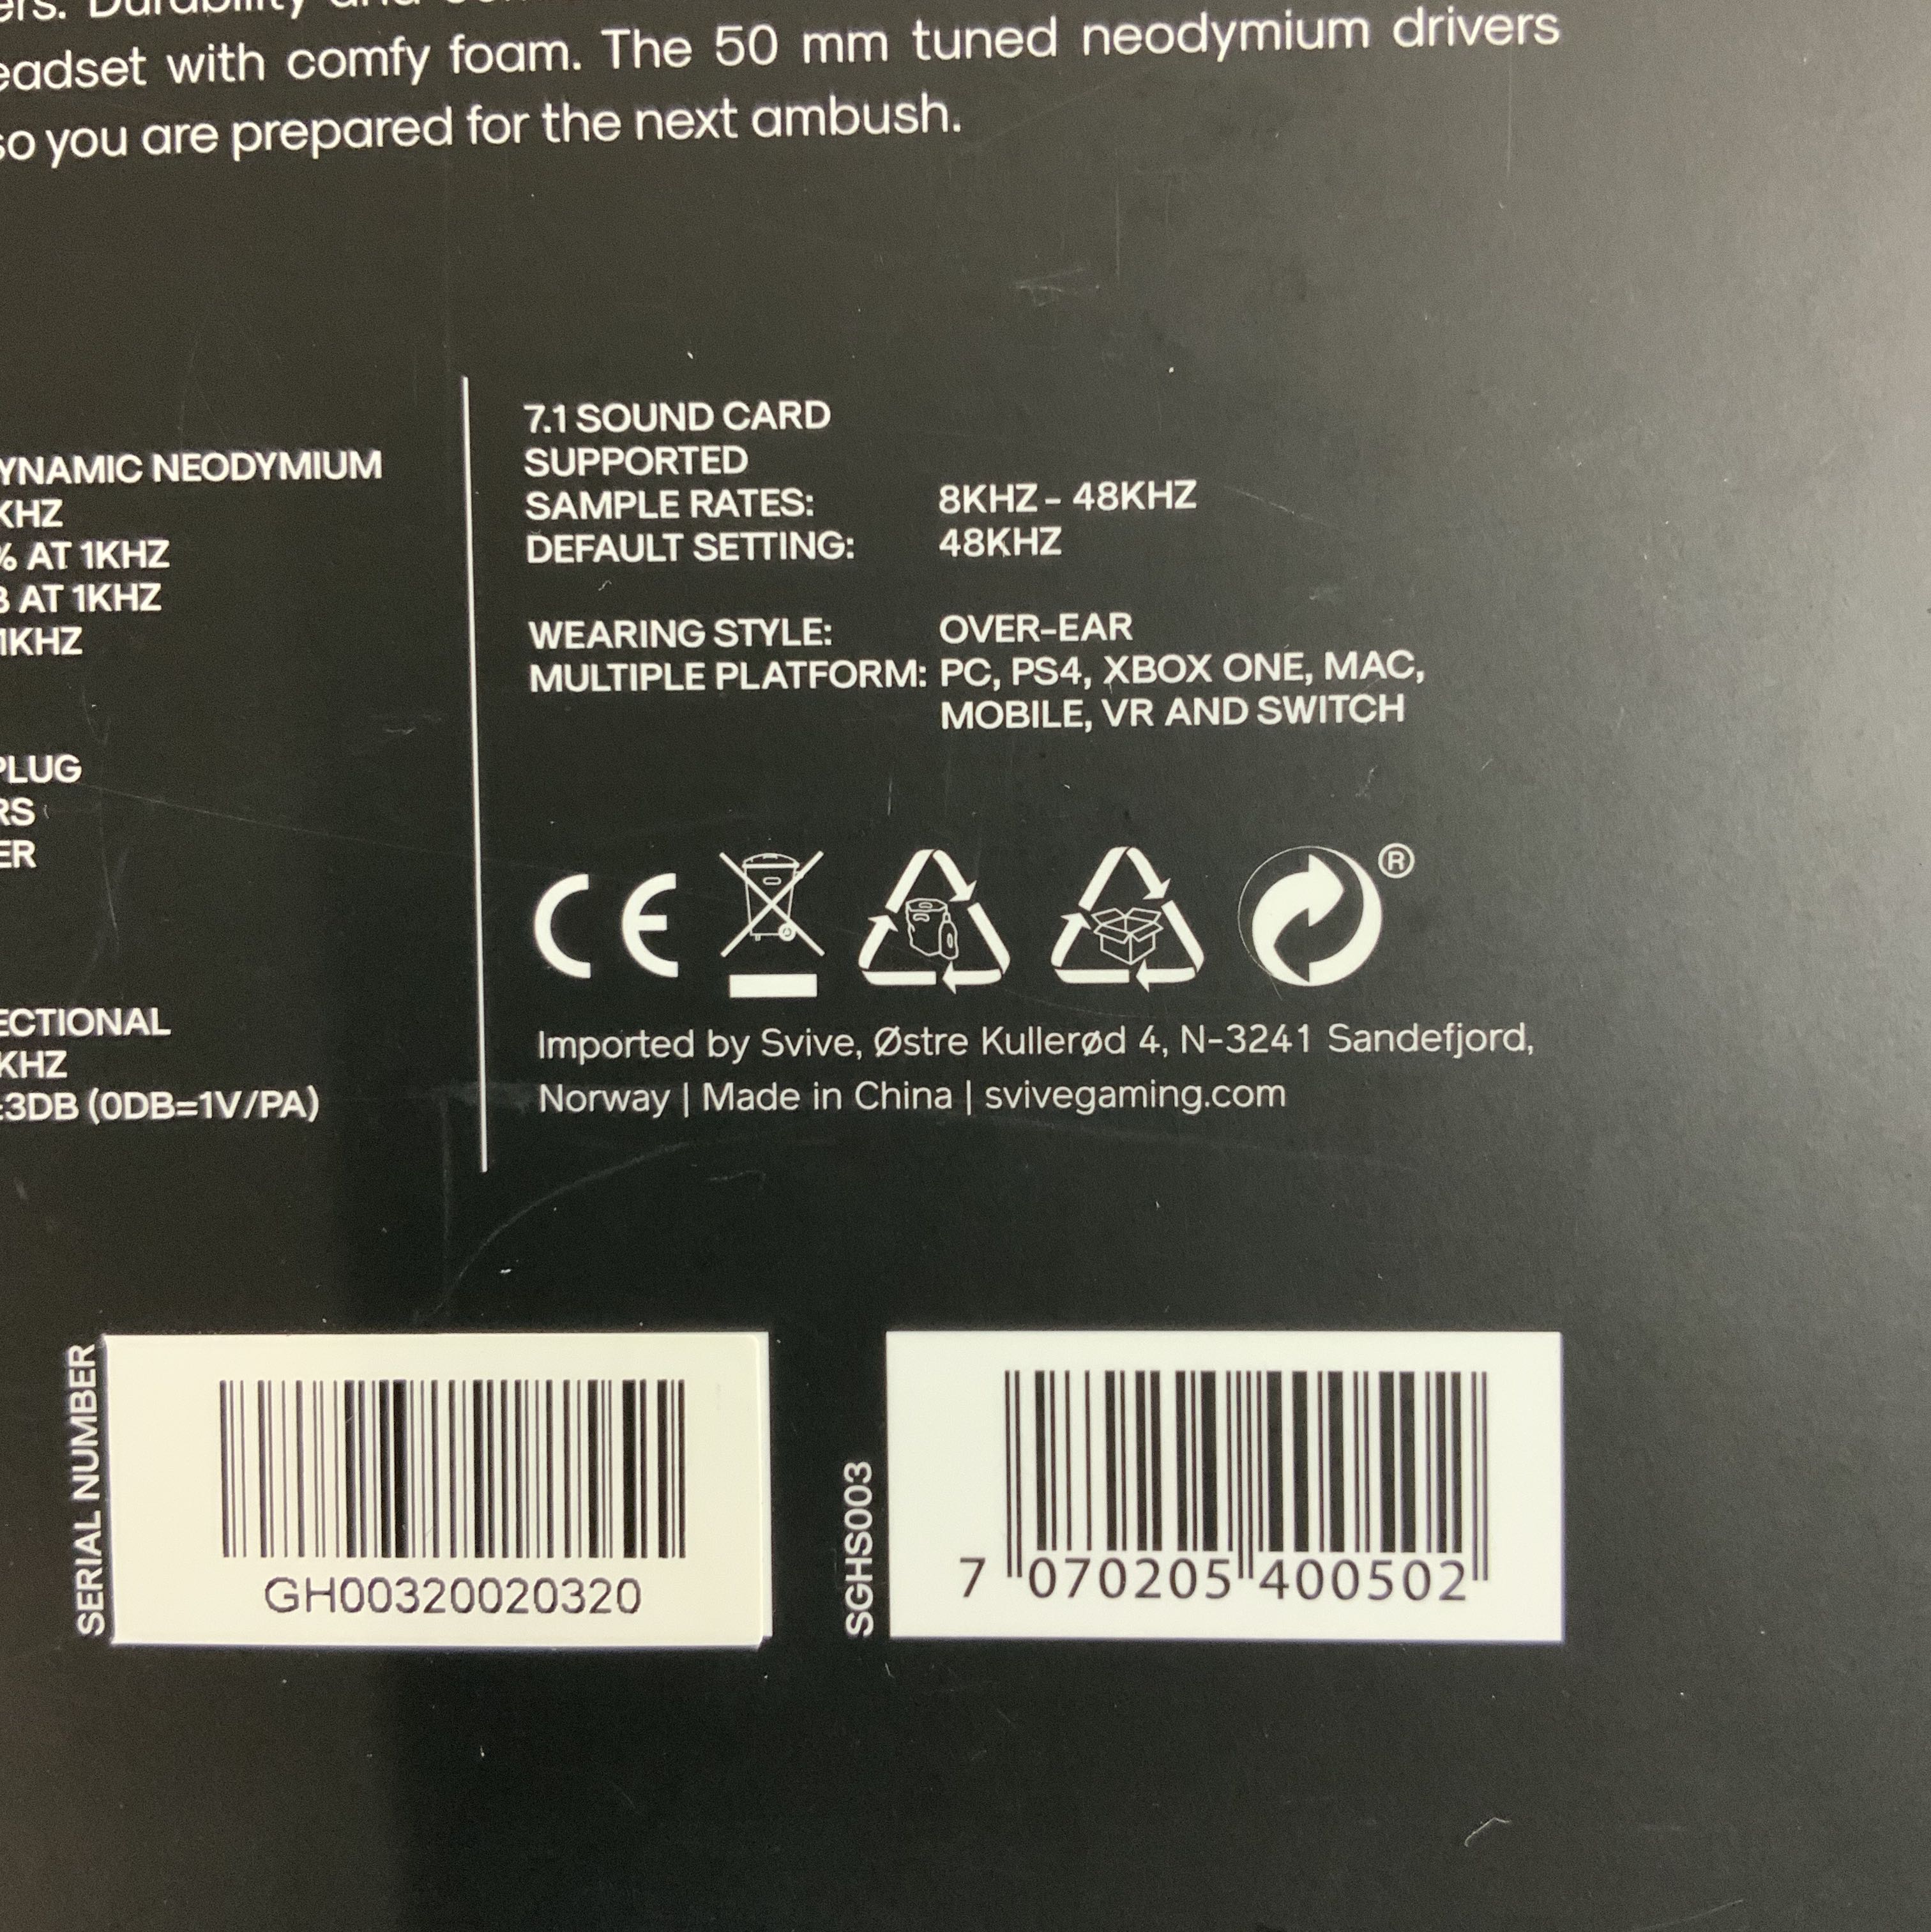 ers. Durability and
eadset with comfy foam. The 50 mm tuned neodymium drivers
so you are prepared for the next ambush.
YNAMIC NEODYMIUM
KHZ
% AT 1KHZ
B AT 1KHZ
1KHZ
PLUG
RS
ER
ECTIONAL
KHZ
±3DB (0DB=1V/PA)
7.1 SOUND CARD
SUPPORTED
SAMPLE RATES: 8KHZ - 48KHZ
DEFAULT SETTING: 48KHZ
WEARING STYLE: OVER-EAR
MULTIPLE PLATFORM: PC, PS4, XBOX ONE, MAC,
MOBILE, VR AND SWITCH
CE
®
Imported by Svive, Østre Kullerød 4, N-3241 Sandefjord,
Norway | Made in China | svivegaming.com
SERIAL NUMBER
GH00320020320
SGHS003
7 070205 400502